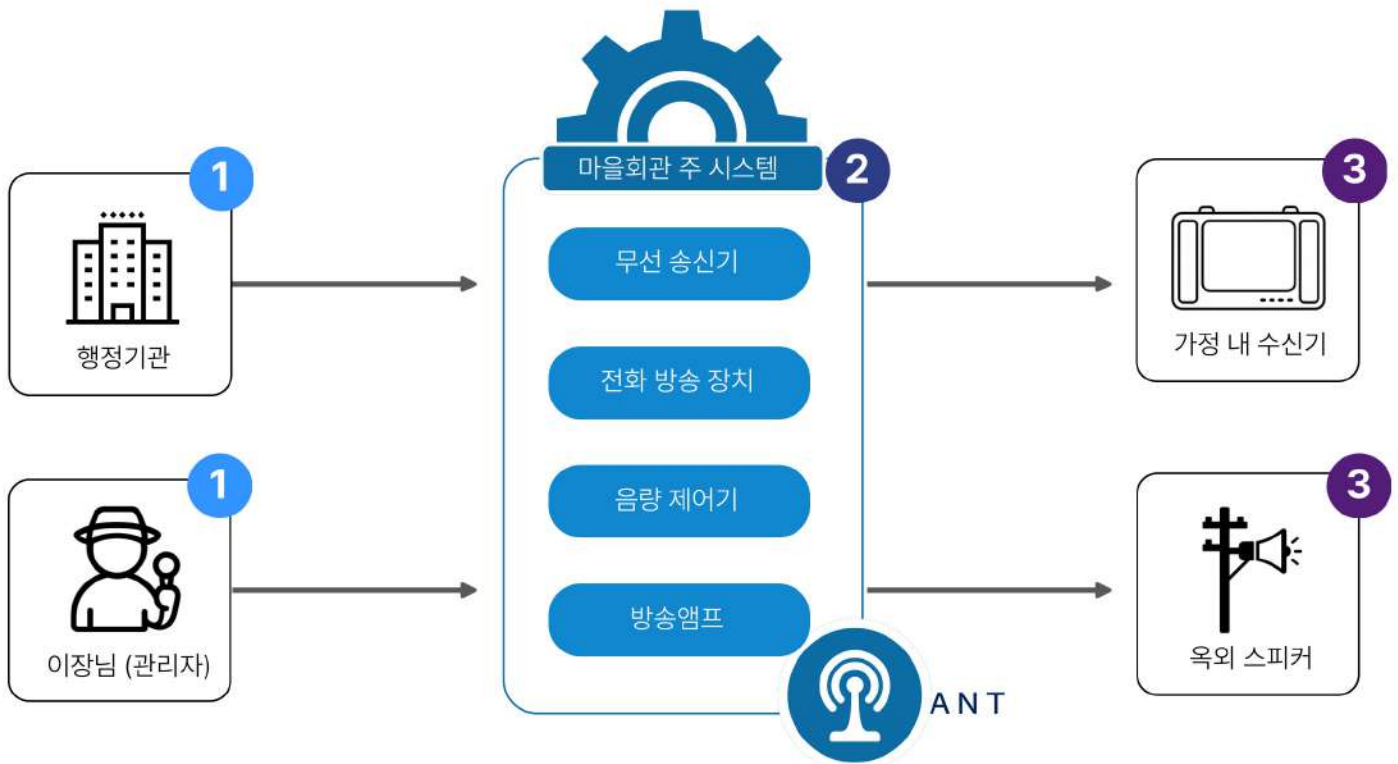 마을회관 주 시스템
2
1
행정기관
1
이장님 (관리자)
무선 송신기
전화 방송 장치
음량 제어기
방송앰프
ANT
3
가정 내 수신기
3
옥외 스피커